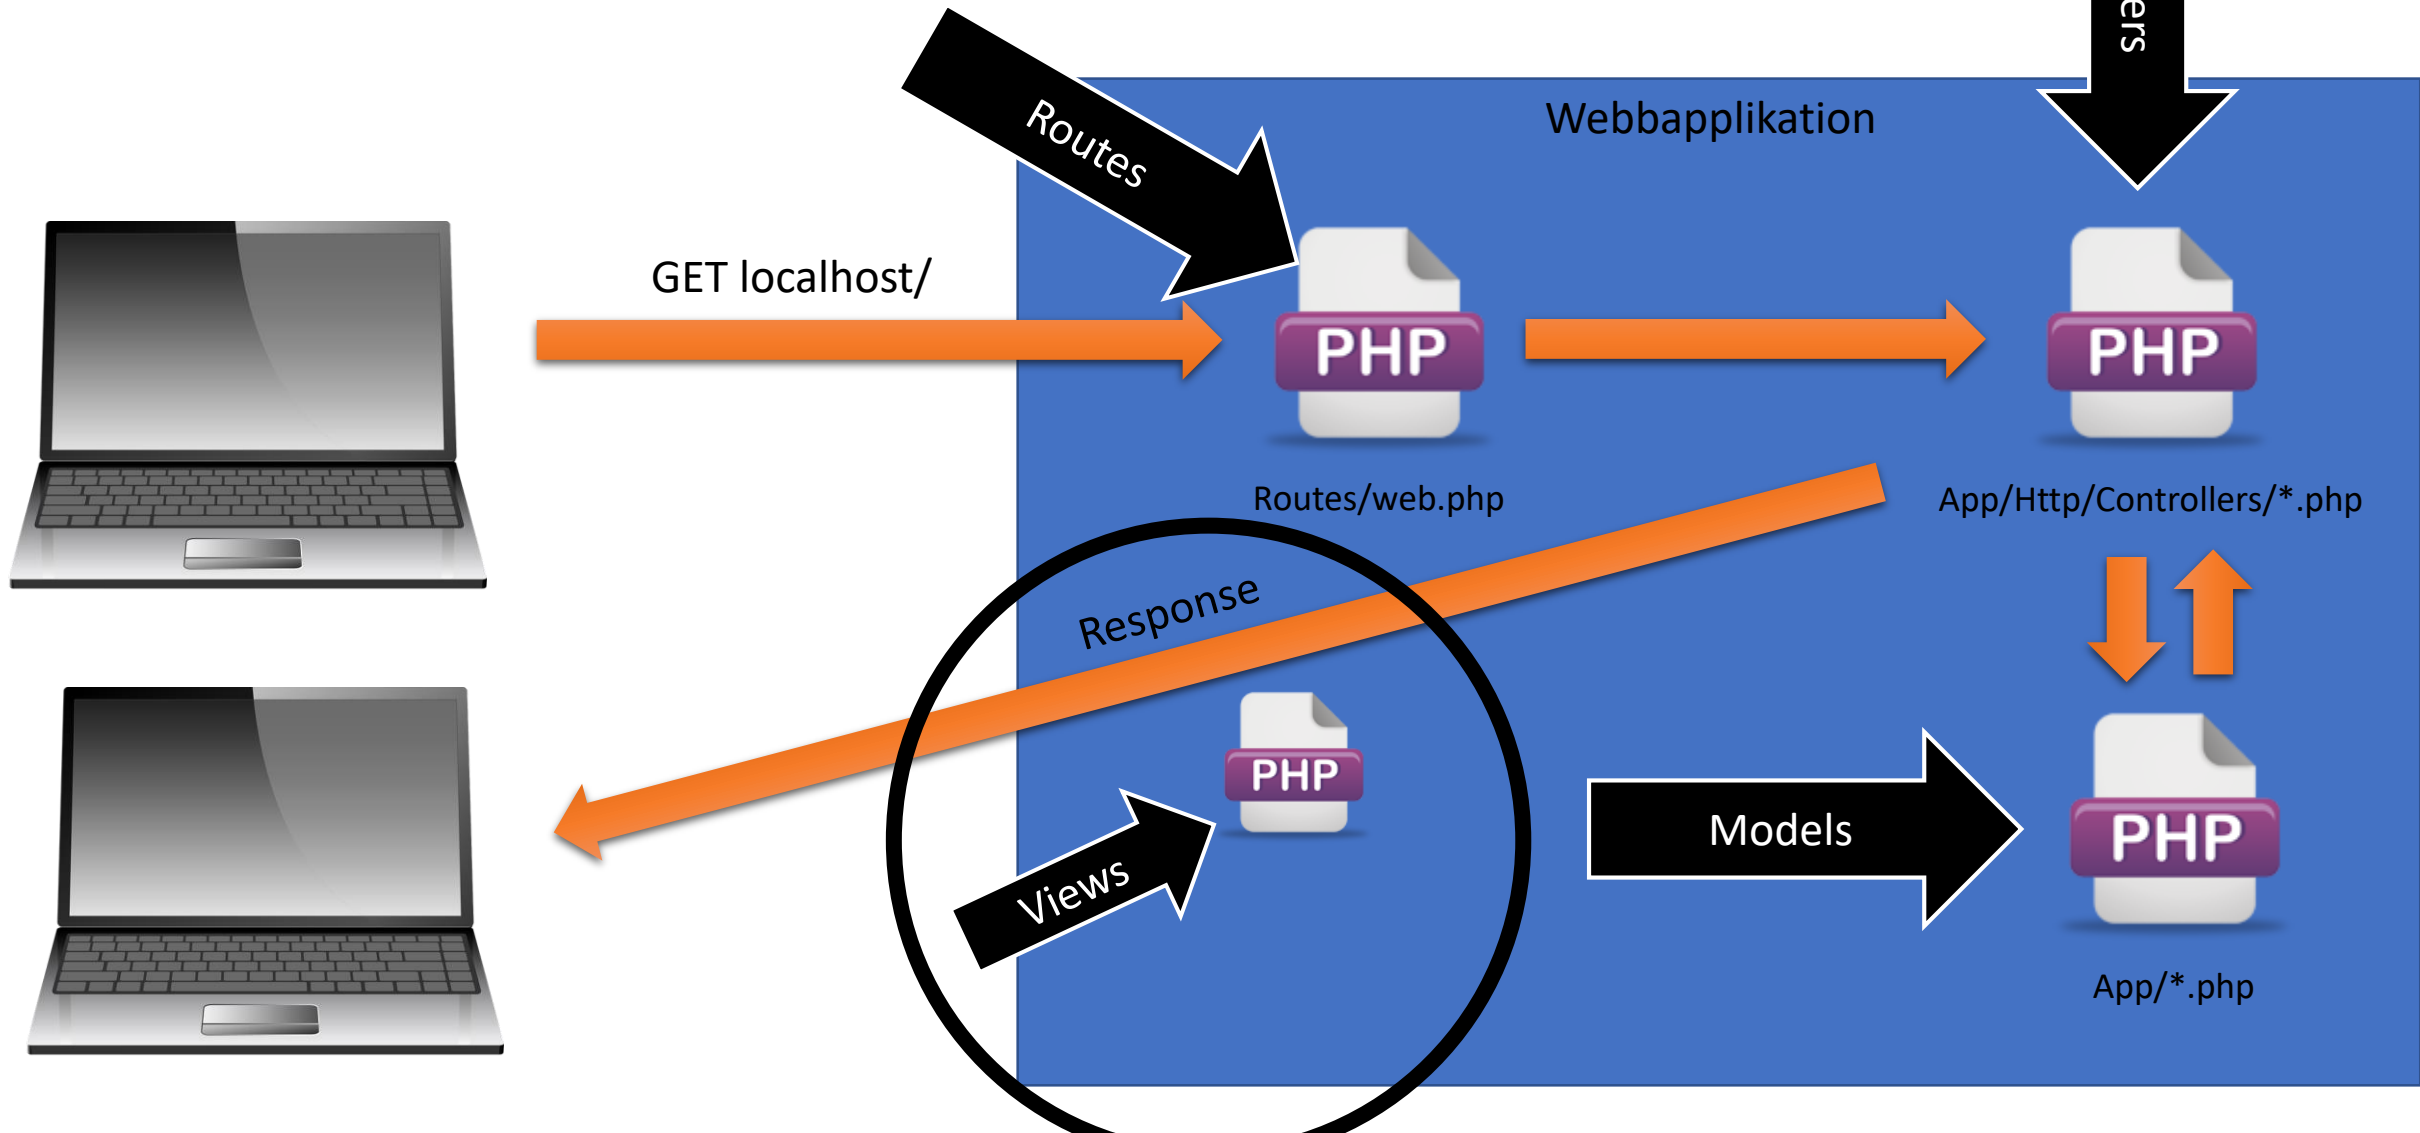 ers
Webbapplikation
Routes
GET localhost/
PHP
PHP
Routes/web.php
App/Http/Controllers/*.php
Response
PHP
Views
Models
PHP
App/*.php